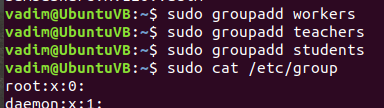 vadim@UbuntuVB:~$ sudo groupadd workers
vadim@UbuntuVB:~$ sudo groupadd teachers
vadim@UbuntuVB:~$ sudo groupadd students
vadim@UbuntuVB:~$ sudo cat /etc/group
root:x:0:
daemon:x:1: